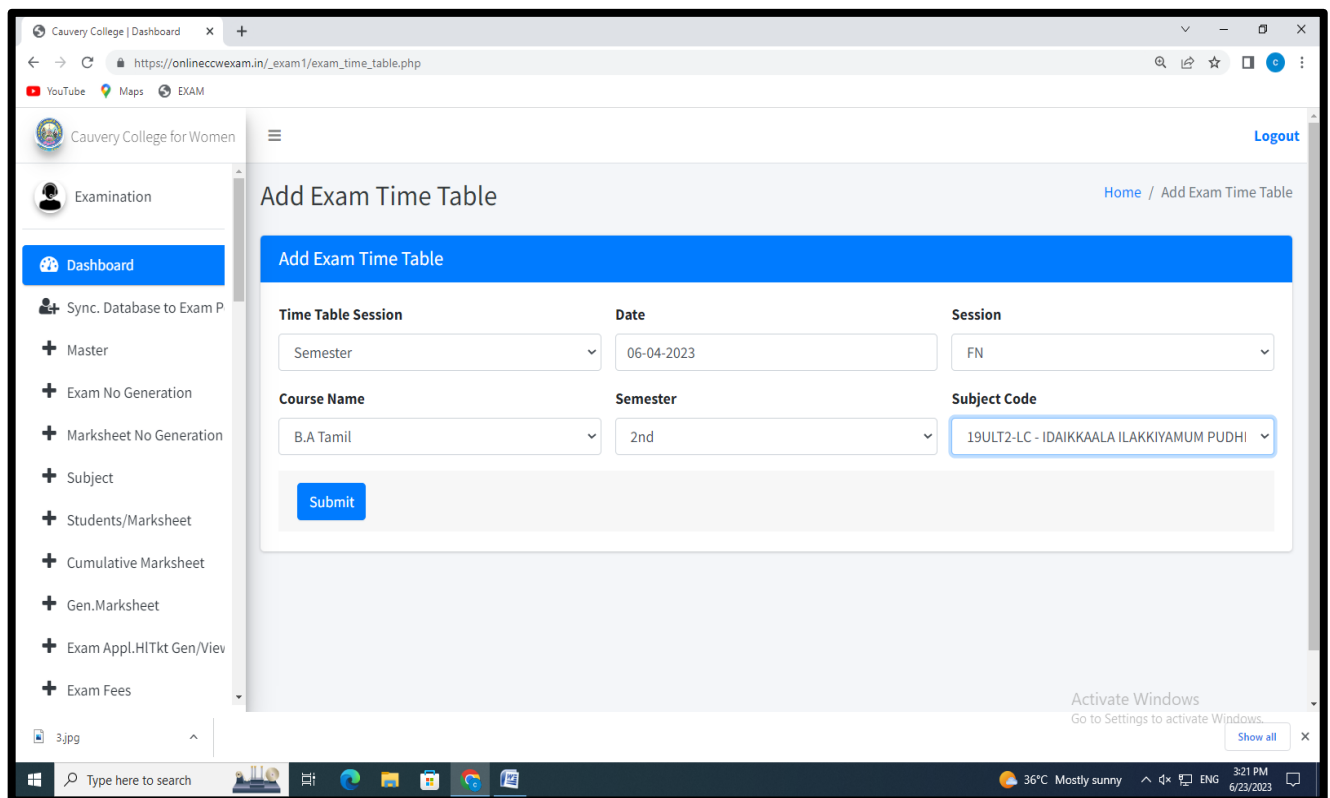 Cauvery College | Dashboard
https://onlineccwexam.in/_exam1/exam_time_table.php
YouTube Maps EXAM
Cauvery College for Women
Logout
Examination
Add Exam Time Table
Home / Add Exam Time Table
Dashboard
Sync. Database to Exam P
Master
Exam No Generation
Marksheet No Generation
Subject
Students/Marksheet
Cumulative Marksheet
Gen.Marksheet
Exam Appl.HlTkt Gen/View
Exam Fees
Add Exam Time Table
Time Table Session Date Session
Semester 06-04-2023 FN
Course Name Semester Subject Code
B.A Tamil 2nd 19ULT2-LC - IDAIKKAALA ILAKKIYAMUM PUDHI
Submit
Activate Windows
Go to Settings to activate Windows.
3.jpg
Show all
Type here to search
36°C Mostly sunny
ENG
3:21 PM
6/23/2023